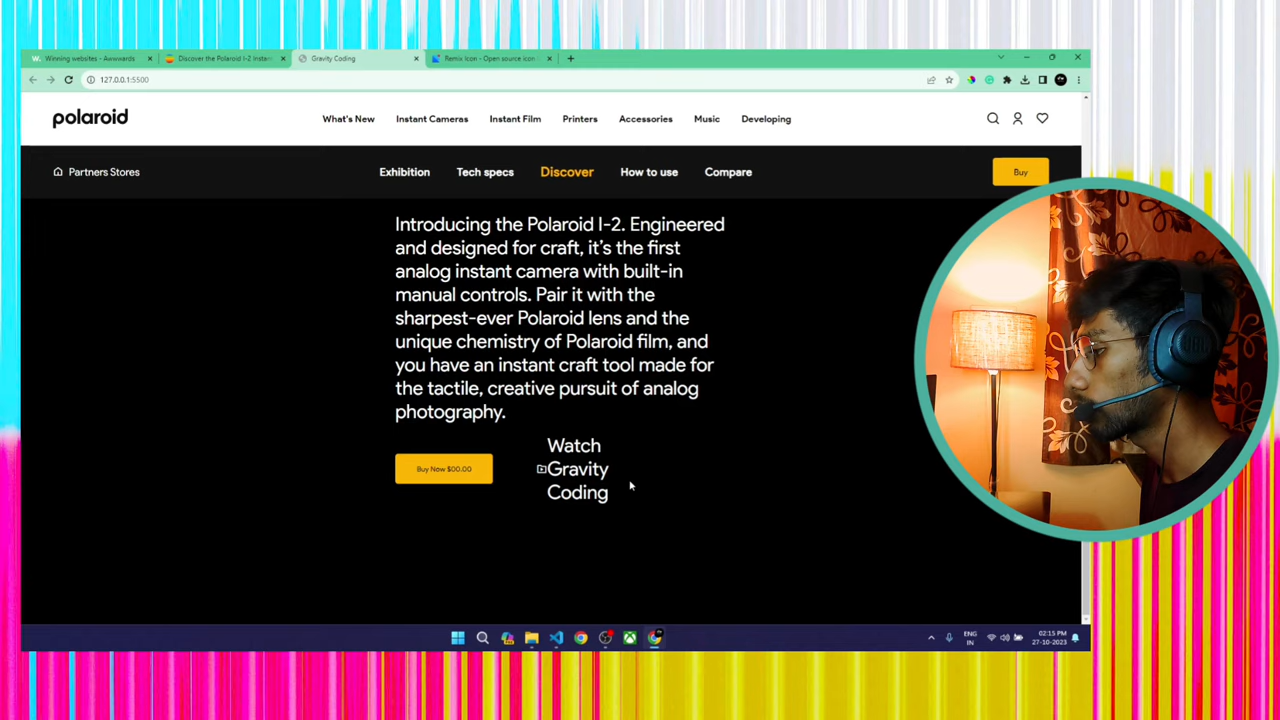 Winning websites - Awwwards
Discover the Polaroid I-2 Instant
Gravity Coding
Remix Icon - Open source icon
127.0.0.1:5500
polaroid
What's New
Instant Cameras
Instant Film
Printers
Accessories
Music
Developing
Partners Stores
Exhibition
Tech specs
Discover
How to use
Compare
Buy
Introducing the Polaroid I-2. Engineered
and designed for craft, it's the first
analog instant camera with built-in
manual controls. Pair it with the
sharpest-ever Polaroid lens and the
unique chemistry of Polaroid film, and
you have an instant craft tool made for
the tactile, creative pursuit of analog
photography.
Buy Now $00.00
Watch
Gravity
Coding
ENG
IN
02:15 PM
27-10-2023
JBL